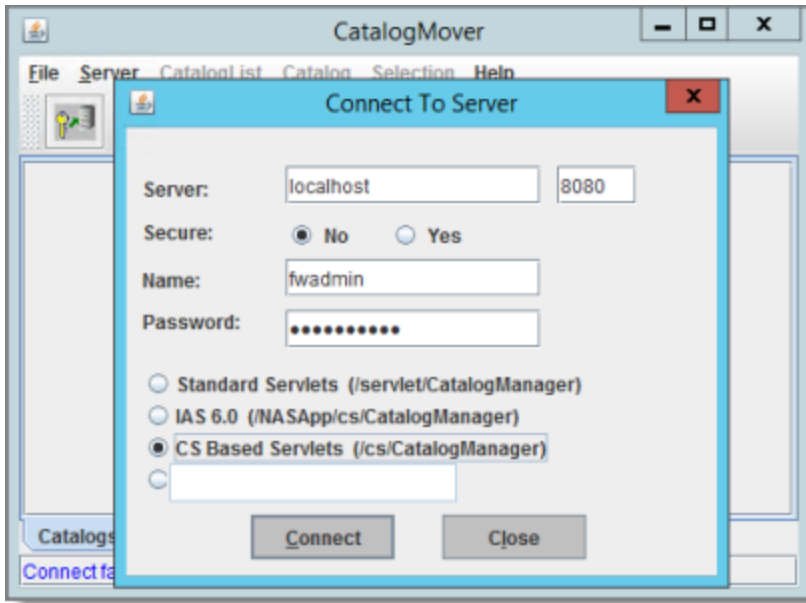 CatalogMover
File Server CatalogList Catalog Selection Help
Connect To Server
Server: localhost 8080
Secure: No Yes
Name: fwadmin
Password: ••••••••••
Standard Servlets (/servlet/CatalogManager)
IAS 6.0 (/NASApp/cs/CatalogManager)
CS Based Servlets (/cs/CatalogManager)
Connect Close
Catalogs
Connect fa